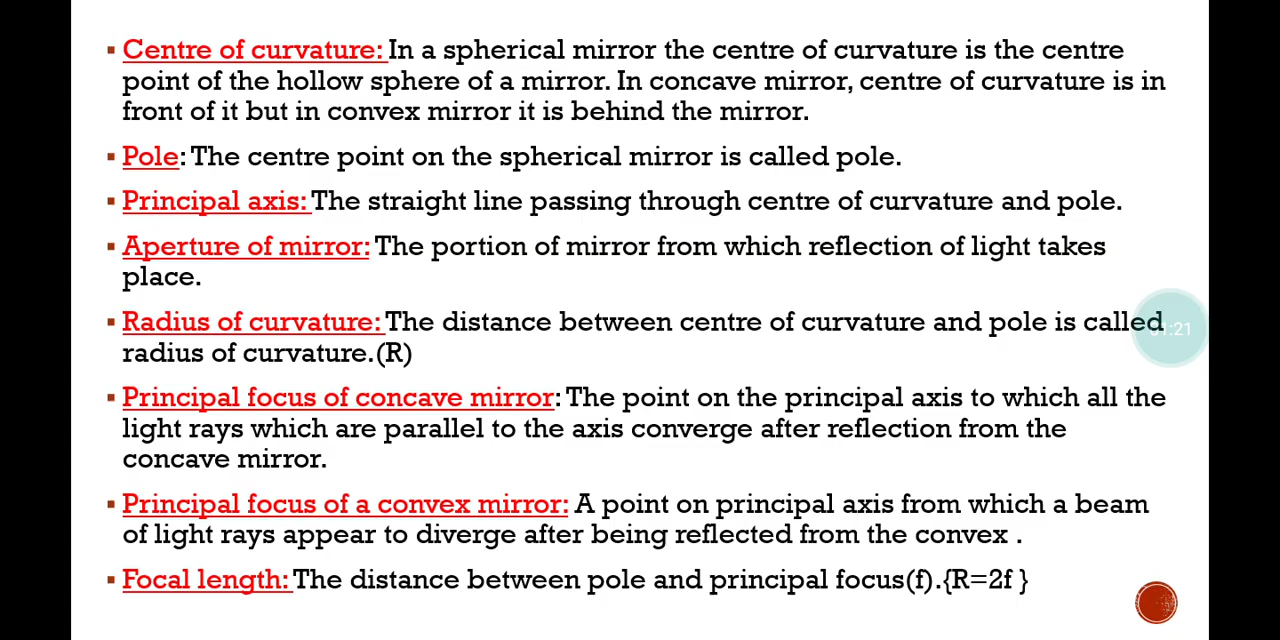 ▪ Centre of curvature: In a spherical mirror the centre of curvature is the centre
point of the hollow sphere of a mirror. In concave mirror, centre of curvature is in
front of it but in convex mirror it is behind the mirror.
▪ Pole: The centre point on the spherical mirror is called pole.
▪ Principal axis: The straight line passing through centre of curvature and pole.
▪ Aperture of mirror: The portion of mirror from which reflection of light takes
place.
▪ Radius of curvature: The distance between centre of curvature and pole is called
radius of curvature.(R)
▪ Principal focus of concave mirror: The point on the principal axis to which all the
light rays which are parallel to the axis converge after reflection from the
concave mirror.
▪ Principal focus of a convex mirror: A point on principal axis from which a beam
of light rays appear to diverge after being reflected from the convex .
▪ Focal length: The distance between pole and principal focus(f).{R=2f }